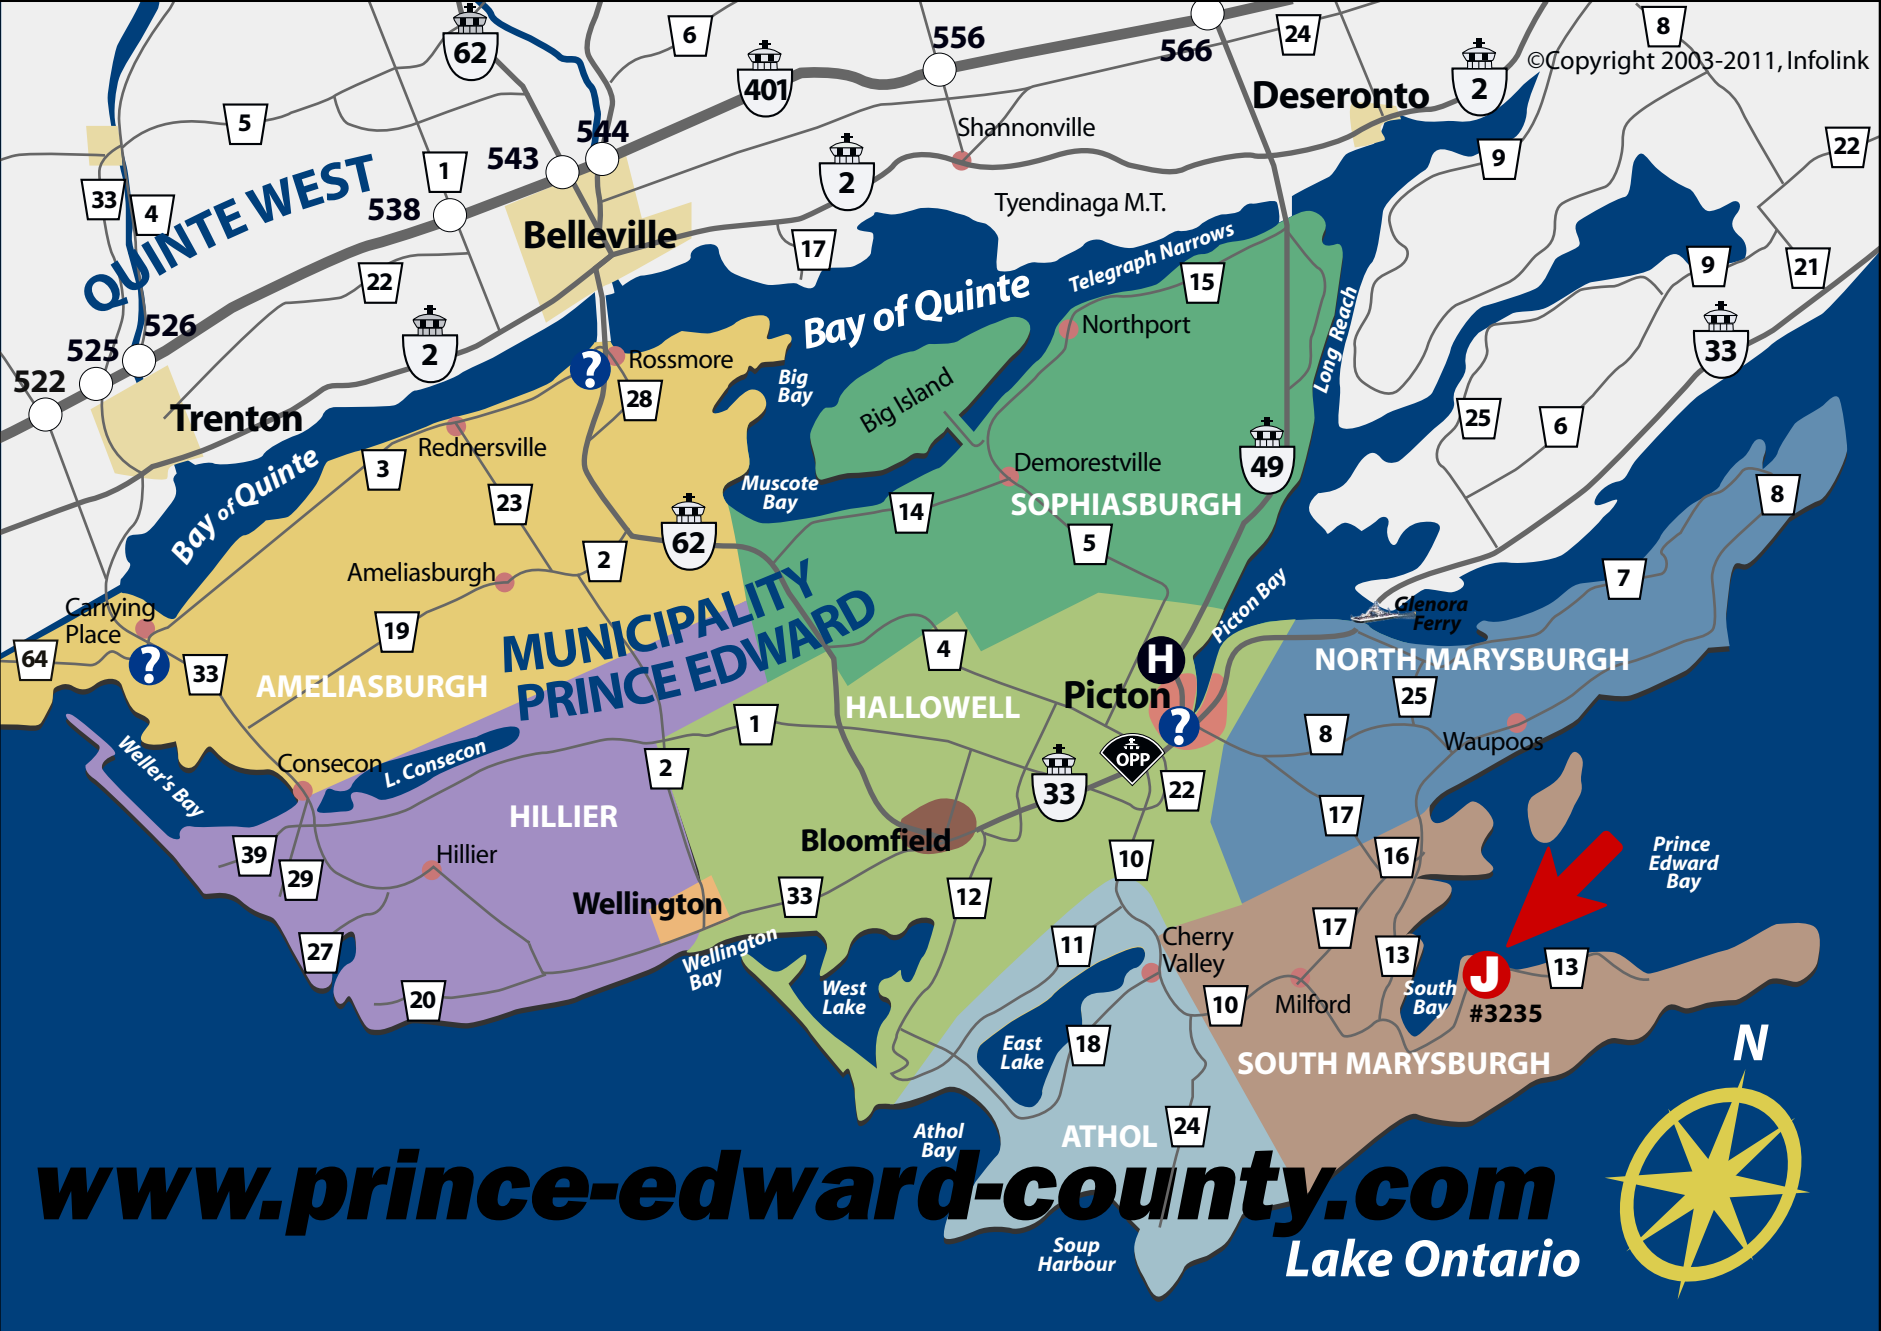 62
6
556
566
24
8
©Copyright 2003-2011, Infolink
401
Deseronto
2
5
544
543
1
Shannonville
9
22
33
4
QUINTE WEST
538
2
Tyendinaga M.T.
Belleville
17
22
Telegraph Narrows
15
9
21
526
525
522
2
Bay of Quinte
Northport
Long Reach
33
Rossmore
?
28
Big
Bay
Big Island
Trenton
Rednersville
3
25
6
Bay of Quinte
23
Muscote
Bay
14
Demorestville
SOPHIASBURGH
49
8
62
5
2
Ameliasburgh
7
Carrying
Place
19
MUNICIPALITY
PRINCE EDWARD
Picton Bay
Glenora
Ferry
64
?
33
AMELIASBURGH
4
H
NORTH MARYSBURGH
Picton
25
HALLOWELL
1
?
8
Waupoos
Weller's Bay
Consecon
L. Consecon
2
OPP
33
22
HILLIER
17
Bloomfield
39
29
Hillier
10
16
Prince
Edward
Bay
Wellington
33
12
17
27
Wellington
Bay
11
Cherry
Valley
13
13
J
#3235
20
West
Lake
10
Milford
South
Bay
East
Lake
18
SOUTH MARYSBURGH
N
Athol
Bay
ATHOL
24
www.prince-edward-county.com
Soup
Harbour
Lake Ontario